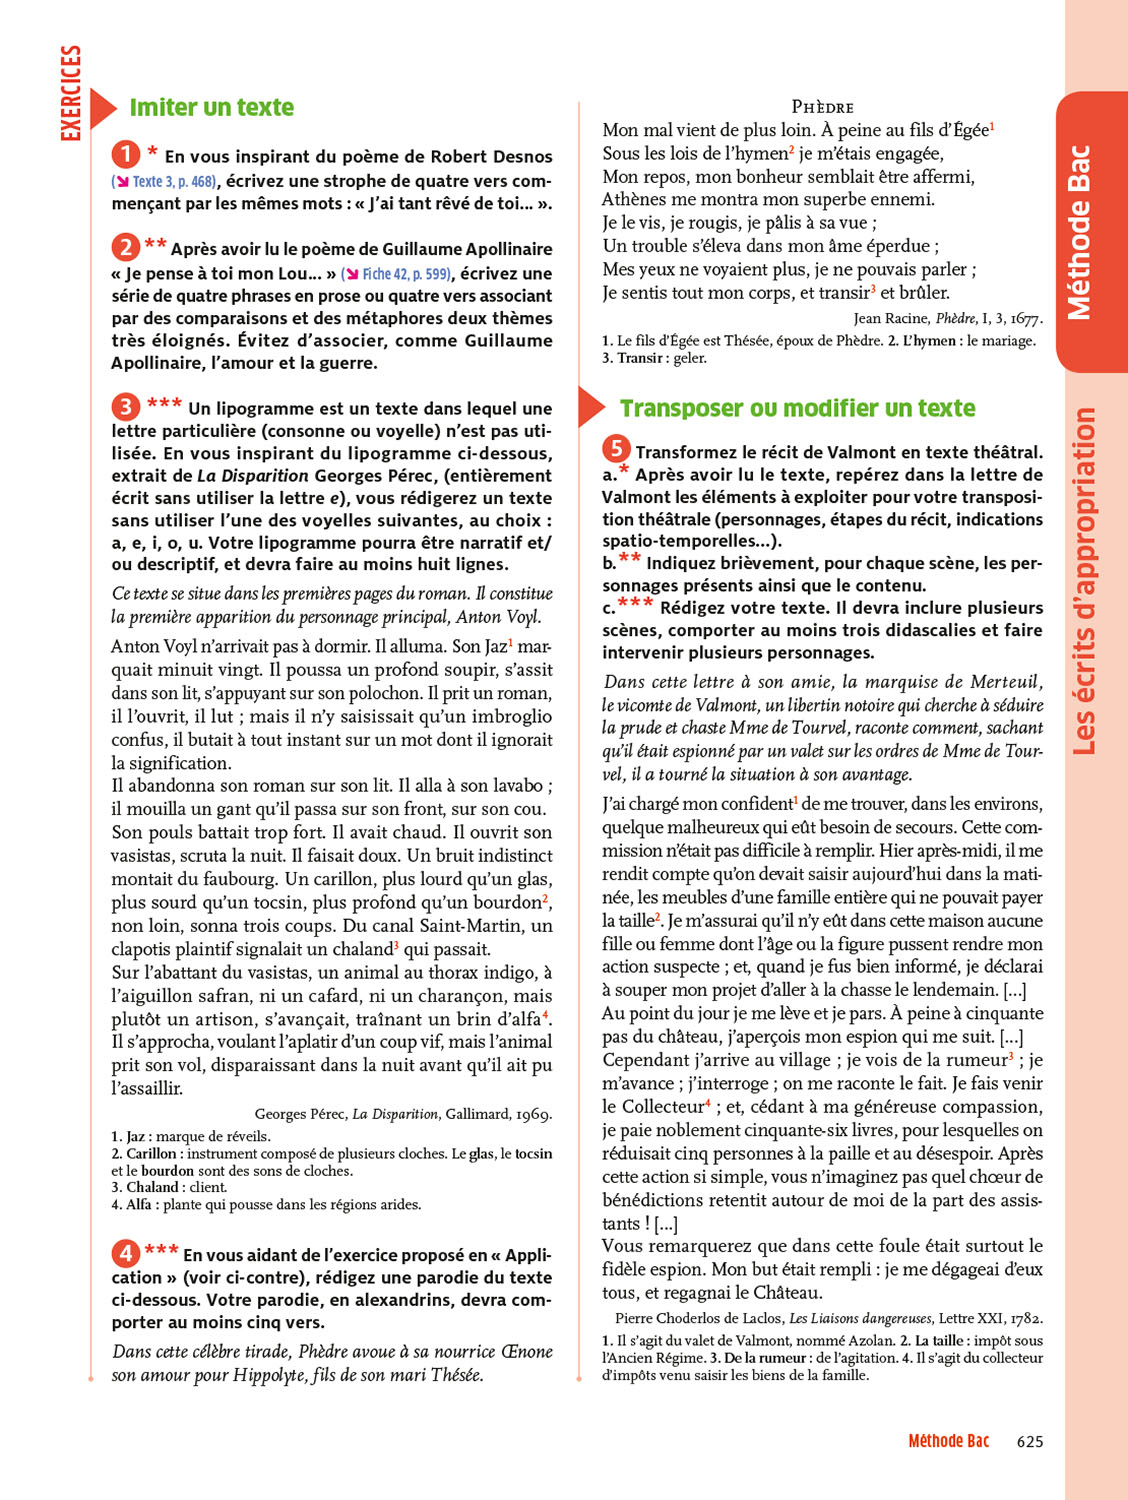 EXERCICES
Imiter un texte
1 * En vous inspirant du poème de Robert Desnos
(↘ Texte 3, p. 468), écrivez une strophe de quatre vers com-
mençant par les mêmes mots : « J'ai tant rêvé de toi... ».
2 ** Après avoir lu le poème de Guillaume Apollinaire
« Je pense à toi mon Lou... » (↘ Fiche 42, p. 599), écrivez une
série de quatre phrases en prose ou quatre vers associant
par des comparaisons et des métaphores deux thèmes
très éloignés. Évitez d'associer, comme Guillaume
Apollinaire, l'amour et la guerre.
3 *** Un lipogramme est un texte dans lequel une
lettre particulière (consonne ou voyelle) n'est pas uti-
lisée. En vous inspirant du lipogramme ci-dessous,
extrait de La Disparition Georges Pérec, (entièrement
écrit sans utiliser la lettre e), vous rédigerez un texte
sans utiliser l'une des voyelles suivantes, au choix :
a, e, i, o, u. Votre lipogramme pourra être narratif et/
ou descriptif, et devra faire au moins huit lignes.
Ce texte se situe dans les premières pages du roman. Il constitue
la première apparition du personnage principal, Anton Voyl.
Anton Voyl n'arrivait pas à dormir. Il alluma. Son Jaz1 mar-
quait minuit vingt. Il poussa un profond soupir, s'assit
dans son lit, s'appuyant sur son polochon. Il prit un roman,
il l'ouvrit, il lut ; mais il n'y saisissait qu'un imbroglio
confus, il butait à tout instant sur un mot dont il ignorait
la signification.
Il abandonna son roman sur son lit. Il alla à son lavabo ;
il mouilla un gant qu'il passa sur son front, sur son cou.
Son pouls battait trop fort. Il avait chaud. Il ouvrit son
vasistas, scruta la nuit. Il faisait doux. Un bruit indistinct
montait du faubourg. Un carillon, plus lourd qu'un glas,
plus sourd qu'un tocsin, plus profond qu'un bourdon2,
non loin, sonna trois coups. Du canal Saint-Martin, un
clapotis plaintif signalait un chaland3 qui passait.
Sur l'abattant du vasistas, un animal au thorax indigo, à
l'aiguillon safran, ni un cafard, ni un charançon, mais
plutôt un artison, s'avançait, traînant un brin d'alfa4.
Il s'approcha, voulant l'aplatir d'un coup vif, mais l'animal
prit son vol, disparaissant dans la nuit avant qu'il ait pu
l'assaillir.
Georges Pérec, La Disparition, Gallimard, 1969.
1. Jaz : marque de réveils.
2. Carillon : instrument composé de plusieurs cloches. Le glas, le tocsin
et le bourdon sont des sons de cloches.
3. Chaland : client.
4. Alfa : plante qui pousse dans les régions arides.
4 *** En vous aidant de l'exercice proposé en « Appli-
cation » (voir ci-contre), rédigez une parodie du texte
ci-dessous. Votre parodie, en alexandrins, devra com-
porter au moins cinq vers.
Dans cette célèbre tirade, Phèdre avoue à sa nourrice Œnone
son amour pour Hippolyte, fils de son mari Thésée.
PHÈDRE
Mon mal vient de plus loin. À peine au fils d'Égée1
Sous les lois de l'hymen2 je m'étais engagée,
Mon repos, mon bonheur semblait être affermi,
Athènes me montra mon superbe ennemi.
Je le vis, je rougis, je pâlis à sa vue ;
Un trouble s'éleva dans mon âme éperdue ;
Mes yeux ne voyaient plus, je ne pouvais parler ;
Je sentis tout mon corps, et transir3 et brûler.
Jean Racine, Phèdre, I, 3, 1677.
1. Le fils d'Égée est Thésée, époux de Phèdre. 2. L'hymen : le mariage.
3. Transir : geler.
Transposer ou modifier un texte
5 Transformez le récit de Valmont en texte théâtral.
a.* Après avoir lu le texte, repérez dans la lettre de
Valmont les éléments à exploiter pour votre transposi-
tion théâtrale (personnages, étapes du récit, indications
spatio-temporelles...).
b.** Indiquez brièvement, pour chaque scène, les per-
sonnages présents ainsi que le contenu.
c.*** Rédigez votre texte. Il devra inclure plusieurs
scènes, comporter au moins trois didascalies et faire
intervenir plusieurs personnages.
Dans cette lettre à son amie, la marquise de Merteuil,
le vicomte de Valmont, un libertin notoire qui cherche à séduire
la prude et chaste Mme de Tourvel, raconte comment, sachant
qu'il était espionné par un valet sur les ordres de Mme de Tour-
vel, il a tourné la situation à son avantage.
J'ai chargé mon confident1 de me trouver, dans les environs,
quelque malheureux qui eût besoin de secours. Cette com-
mission n'était pas difficile à remplir. Hier après-midi, il me
rendit compte qu'on devait saisir aujourd'hui dans la mati-
née, les meubles d'une famille entière qui ne pouvait payer
la taille2. Je m'assurai qu'il n'y eût dans cette maison aucune
fille ou femme dont l'âge ou la figure pussent rendre mon
action suspecte ; et, quand je fus bien informé, je déclarai
à souper mon projet d'aller à la chasse le lendemain. [...]
Au point du jour je me lève et je pars. À peine à cinquante
pas du château, j'aperçois mon espion qui me suit. [...]
Cependant j'arrive au village ; je vois de la rumeur3 ; je
m'avance ; j'interroge ; on me raconte le fait. Je fais venir
le Collecteur4 ; et, cédant à ma généreuse compassion,
je paie noblement cinquante-six livres, pour lesquelles on
réduisait cinq personnes à la paille et au désespoir. Après
cette action si simple, vous n'imaginez pas quel chœur de
bénédictions retentit autour de moi de la part des assis-
tants ! [...]
Vous remarquerez que dans cette foule était surtout le
fidèle espion. Mon but était rempli : je me dégageai d'eux
tous, et regagnai le Château.
Pierre Choderlos de Laclos, Les Liaisons dangereuses, Lettre XXI, 1782.
1. Il s'agit du valet de Valmont, nommé Azolan. 2. La taille : impôt sous
l'Ancien Régime. 3. De la rumeur : de l'agitation. 4. Il s'agit du collecteur
d'impôts venu saisir les biens de la famille.
Méthode Bac
Les écrits d'appropriation
Méthode Bac 625